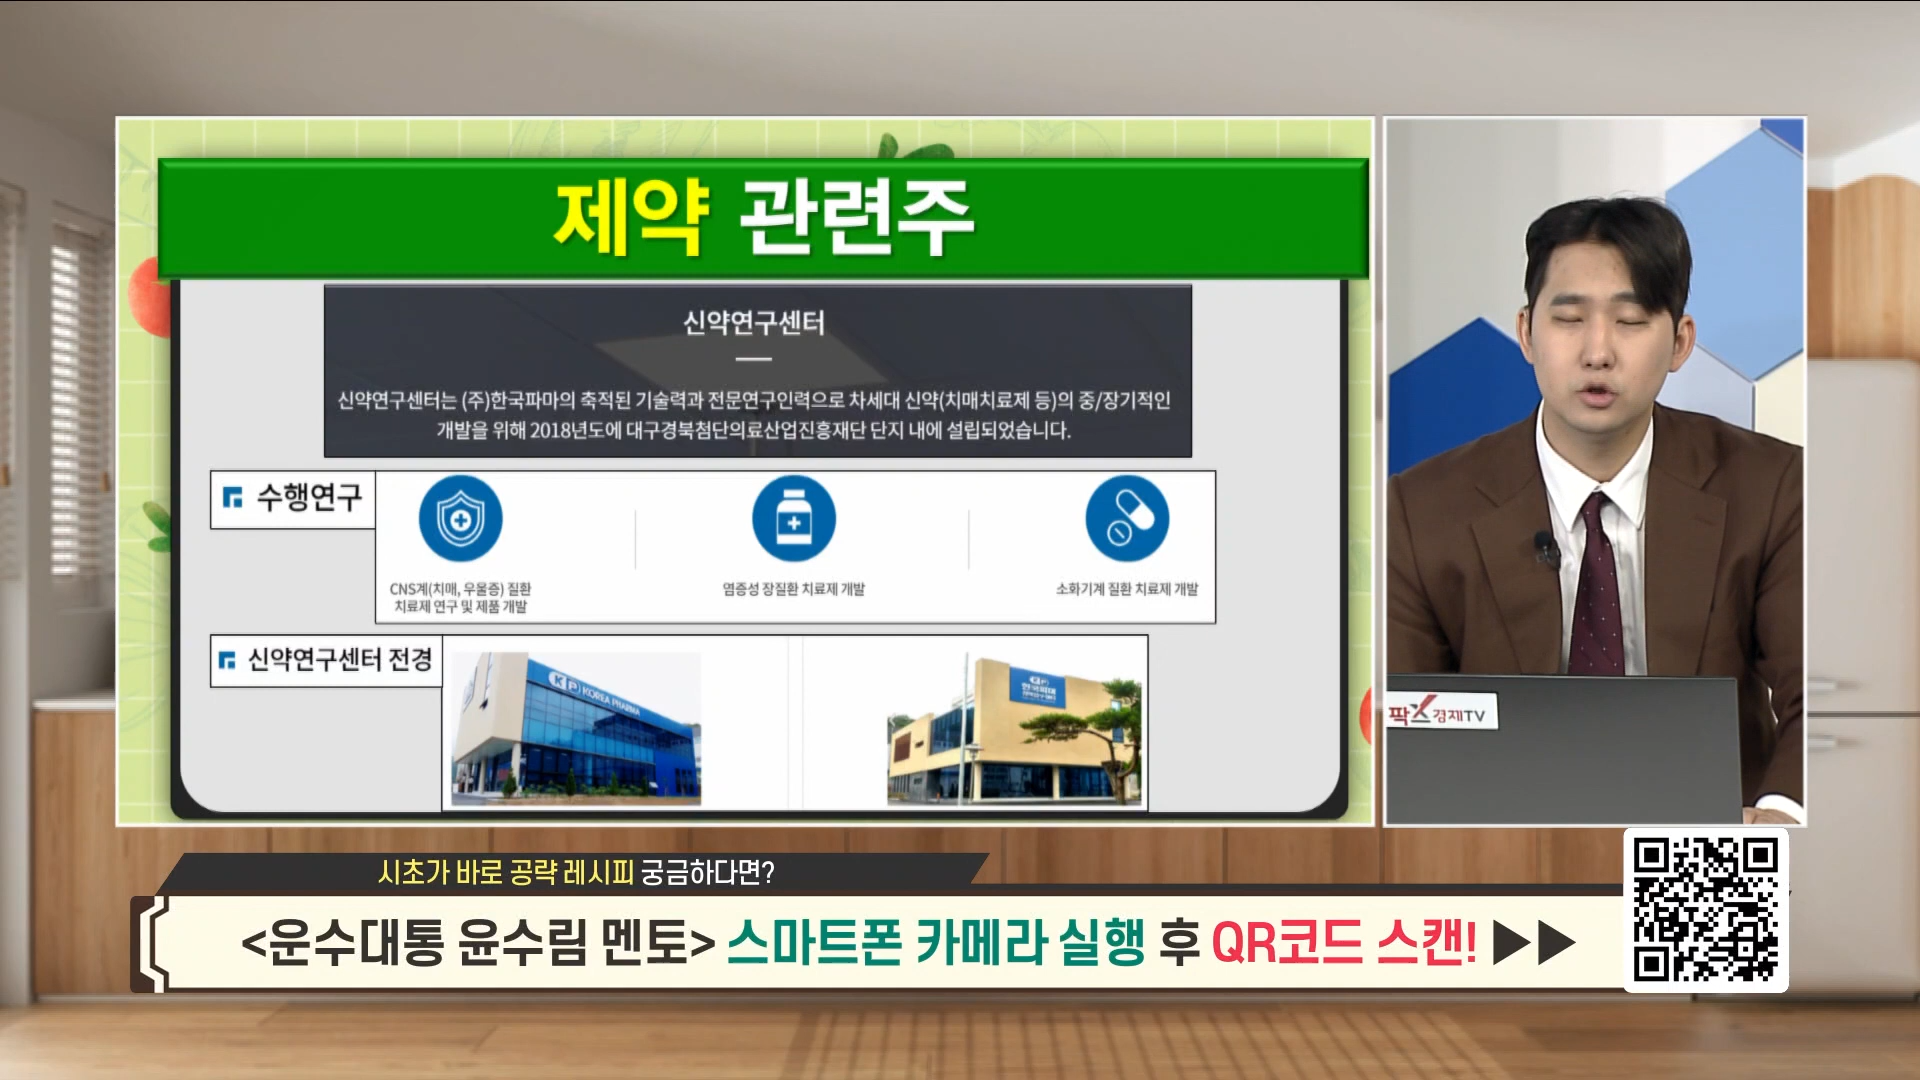 제약 관련주
신약연구센터
신약연구센터는 (주)한국파마의 축적된 기술력과 전문연구인력으로 차세대 신약(치매치료제 등)의 중/장기적인
개발을 위해 2018년도에 대구경북첨단의료산업진흥재단 단지 내에 설립되었습니다.
수행연구
CNS계(치매, 우울증) 질환
치료제 연구 및 제품 개발
염증성 장질환 치료제 개발
소화기계 질환 치료제 개발
신약연구센터 전경
KP KOREA PHARMA
KP
한국파마
팍스경제TV
시초가 바로 공략 레시피 궁금하다면?
<운수대통 윤수림 멘토> 스마트폰 카메라 실행 후 QR코드 스캔! ▶▶